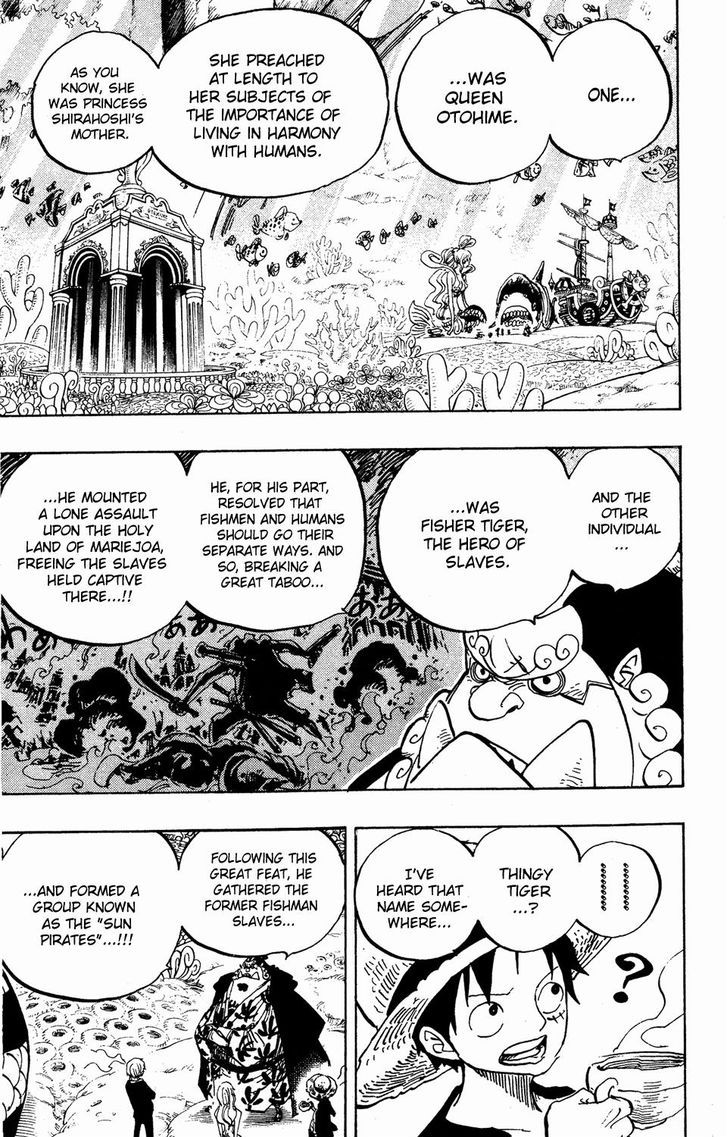 ONE...
...WAS
QUEEN
OTOHIME.
SHE PREACHED
AT LENGTH TO
HER SUBJECTS OF
THE IMPORTANCE OF
LIVING IN HARMONY
WITH HUMANS.
AS YOU
KNOW, SHE
WAS PRINCESS
SHIRAHOSHI'S
MOTHER.
AND THE
OTHER
INDIVIDUAL
...
...WAS
FISHER TIGER,
THE HERO OF
SLAVES.
HE, FOR HIS PART,
RESOLVED THAT
FISHMEN AND HUMANS
SHOULD GO THEIR
SEPARATE WAYS. AND
SO, BREAKING A
GREAT TABOO...
...HE MOUNTED
A LONE ASSAULT
UPON THE HOLY
LAND OF MARIEJOA,
FREEING THE SLAVES
HELD CAPTIVE
THERE...!!
THINGY
TIGER
...?
I'VE
HEARD THAT
NAME SOME-
WHERE...
?
FOLLOWING THIS
GREAT FEAT, HE
GATHERED THE
FORMER FISHMAN
SLAVES...
...AND FORMED A
GROUP KNOWN
AS THE "SUN
PIRATES"...!!!